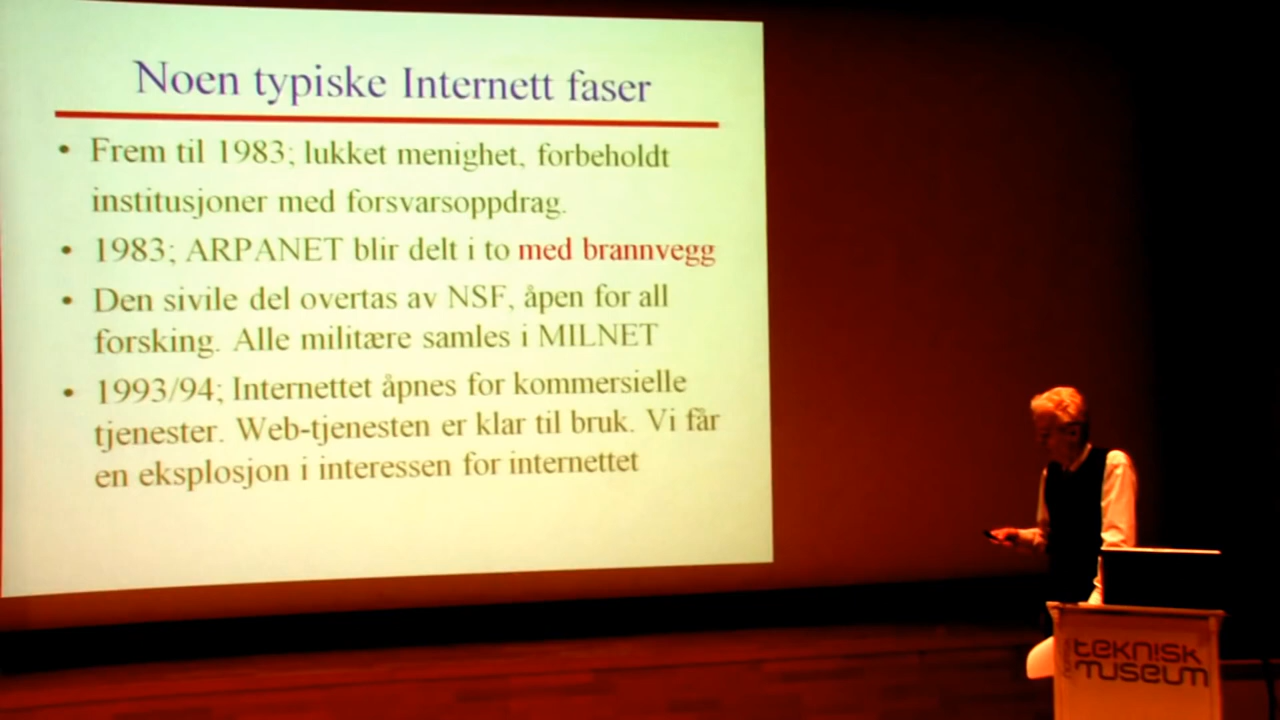 Noen typiske Internett faser
• Frem til 1983; lukket menighet, forbeholdt
institusjoner med forsvarsoppdrag.
• 1983; ARPANET blir delt i to med brannvegg
• Den sivile del overtas av NSF, åpen for all
forsking. Alle militære samles i MILNET
• 1993/94; Internettet åpnes for kommersielle
tjenester. Web-tjenesten er klar til bruk. Vi får
en eksplosjon i interessen for internettet
teknisk
museum